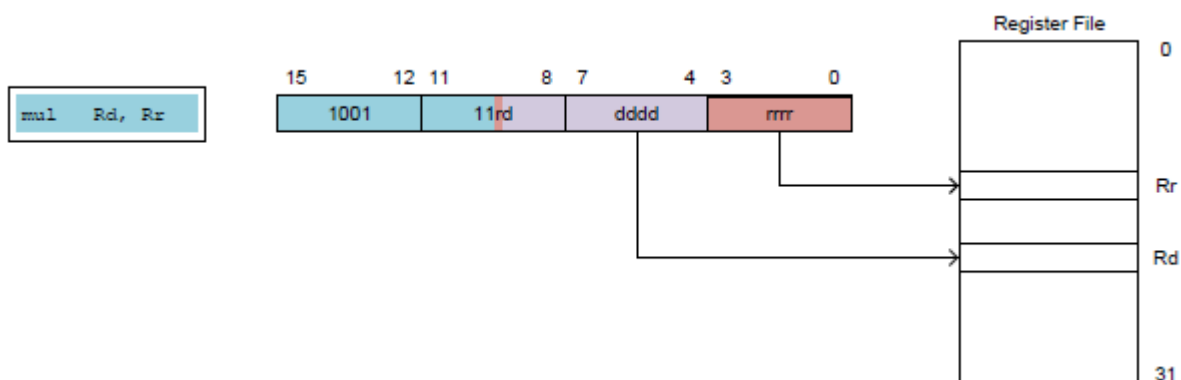 Register File
0
15 12 11 8 7 4 3 0
mul Rd, Rr 1001 11rd dddd rrrr
Rr
Rd
31